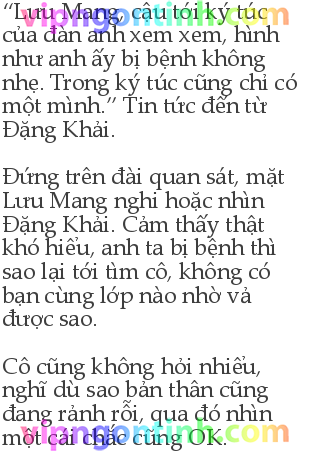 “Lưu Mang, cậu tới ký túc
của đàn anh xem xem, hình
như anh ấy bị bệnh không
nhẹ. Trong ký túc cũng chỉ có
một mình.” Tin tức đến từ
Đặng Khải.
Đứng trên đài quan sát, mặt
Lưu Mang nghi hoặc nhìn
Đặng Khải. Cảm thấy thật
khó hiểu, anh ta bị bệnh thì
sao lại tới tìm cô, không có
bạn cùng lớp nào nhờ vả
được sao.
Cô cũng không hỏi nhiều,
nghĩ dù sao bản thân cũng
đang rảnh rỗi, qua đó nhìn
một cái chắc cũng OK.
vipngontinh.com
vipngontinh.com